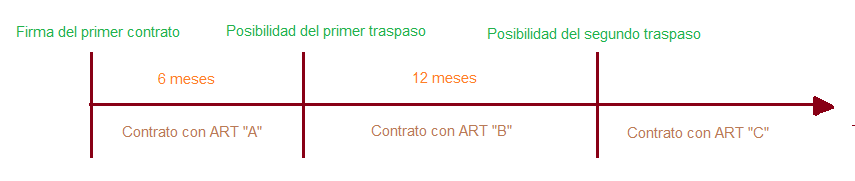 Firma del primer contrato
Posibilidad del primer traspaso
Posibilidad del segundo traspaso
6 meses
12 meses
Contrato con ART "A"
Contrato con ART "B"
Contrato con ART "C"